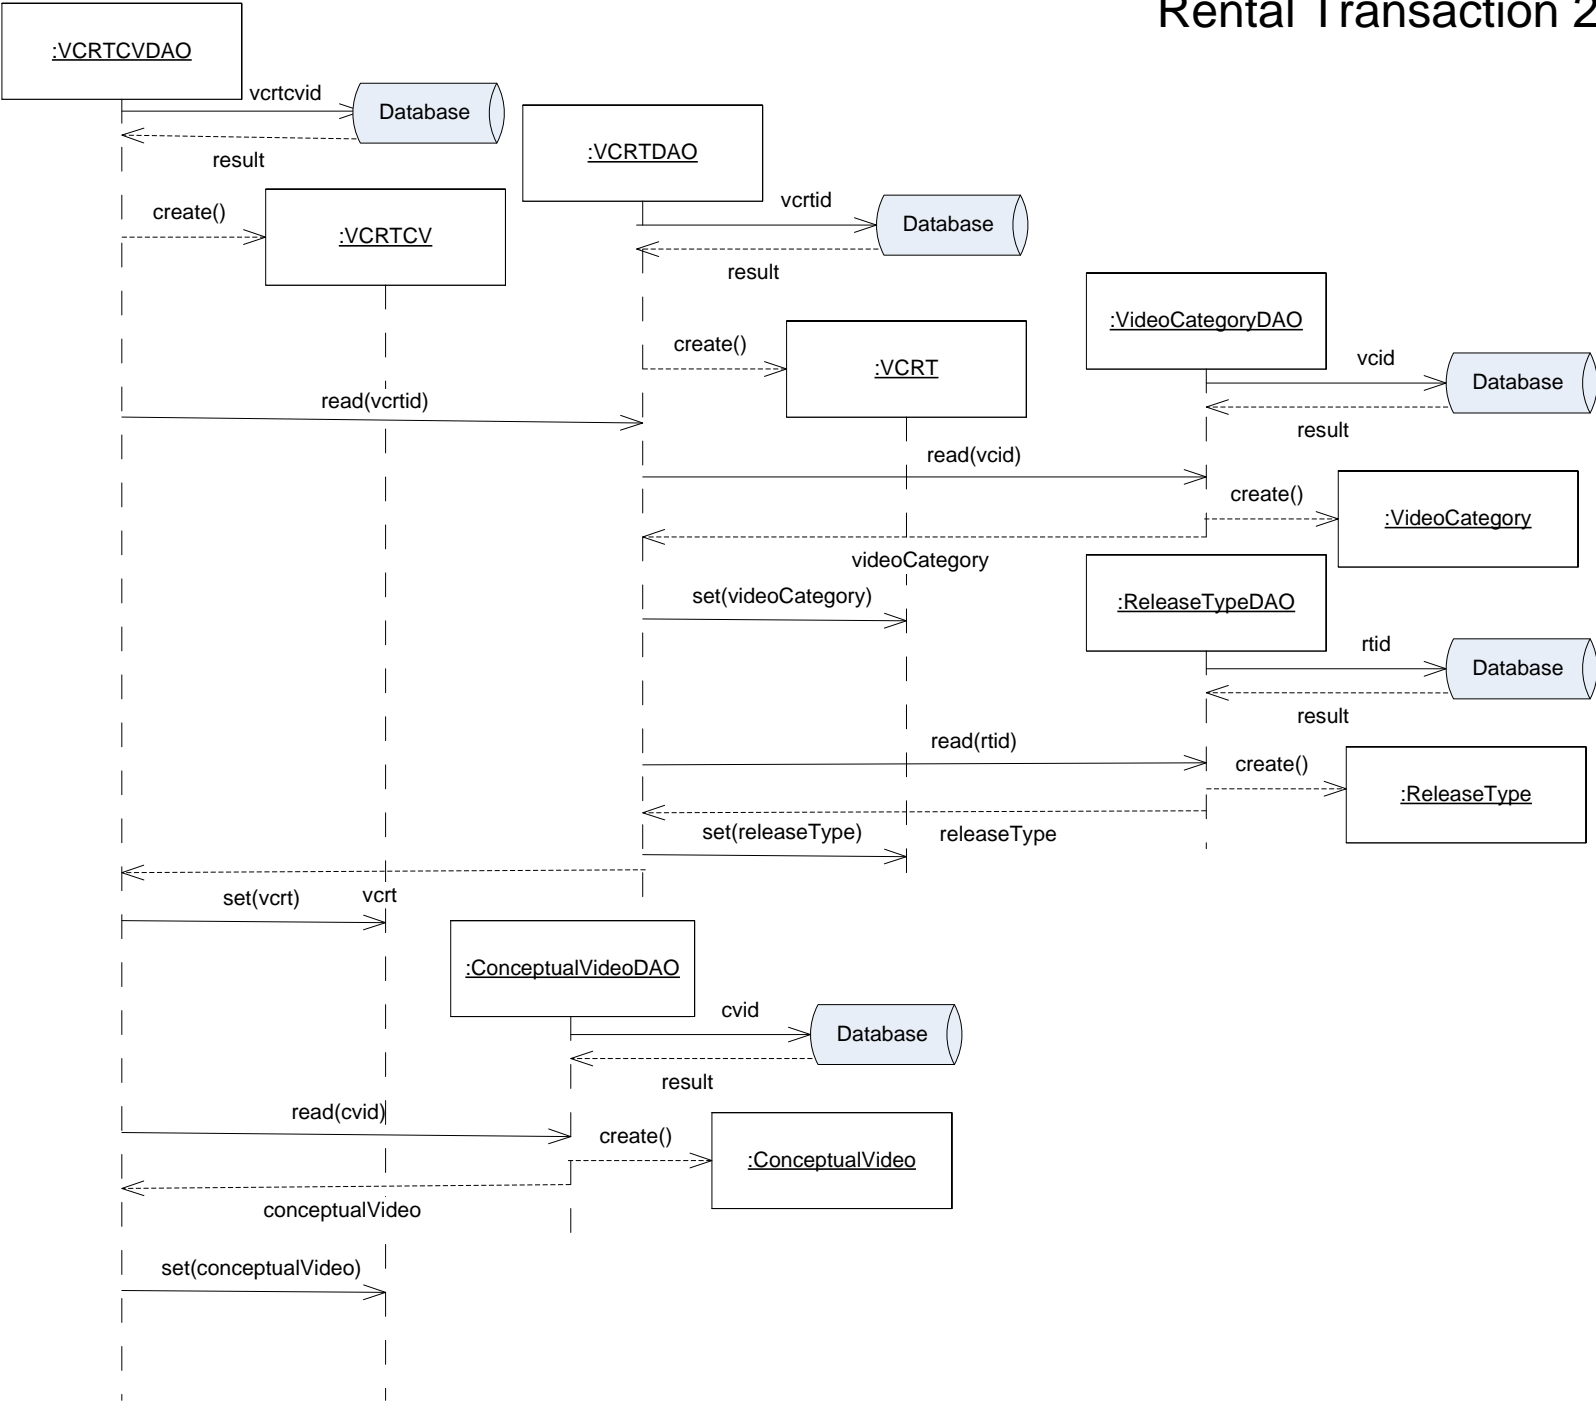 Rental Transaction 2
:VCRTCVDAO
vcrtcvid
Database
result
:VCRTDAO
create()
:VCRTCV
vcrtid
Database
result
:VideoCategoryDAO
create()
:VCRT
vcid
Database
result
read(vcrtid)
read(vcid)
create()
:VideoCategory
videoCategory
set(videoCategory)
:ReleaseTypeDAO
rtid
Database
result
read(rtid)
create()
:ReleaseType
set(releaseType)
releaseType
set(vcrt)
vcrt
:ConceptualVideoDAO
cvid
Database
result
read(cvid)
create()
:ConceptualVideo
conceptualVideo
set(conceptualVideo)